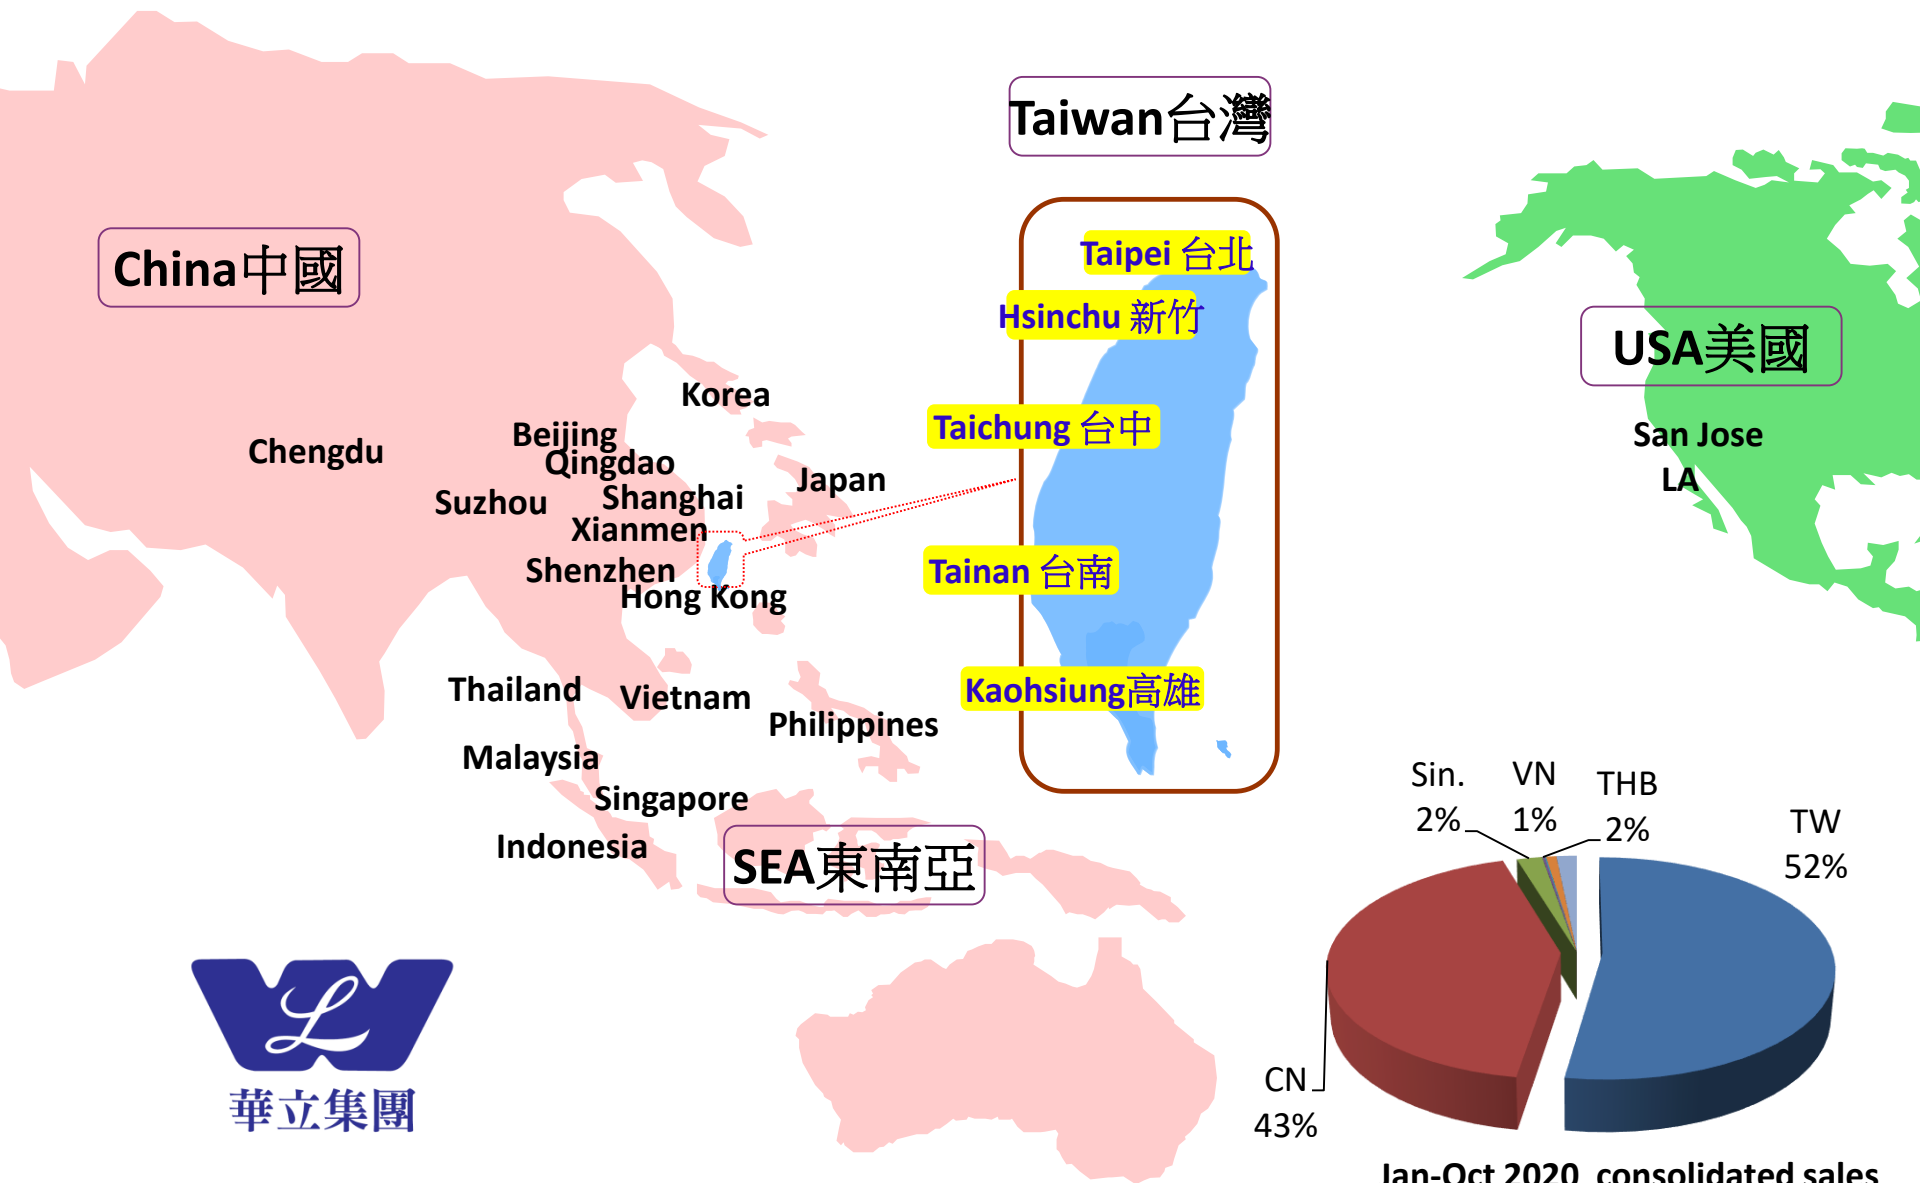 Taiwan台灣
China中國
Taipei 台北
Hsinchu 新竹
USA美國
Korea
Taichung 台中
Beijing
San Jose
Chengdu
Qingdao
Japan
LA
Suzhou
Shanghai
Xianmen
Shenzhen
Tainan 台南
Hong Kong
Thailand
Vietnam
Kaohsiung高雄
Philippines
Malaysia
Singapore
Indonesia
SEA東南亞
Sin.
2%
VN
1%
THB
2%
TW
52%
CN
43%
華立集團
Jan-Oct 2020 consolidated sales